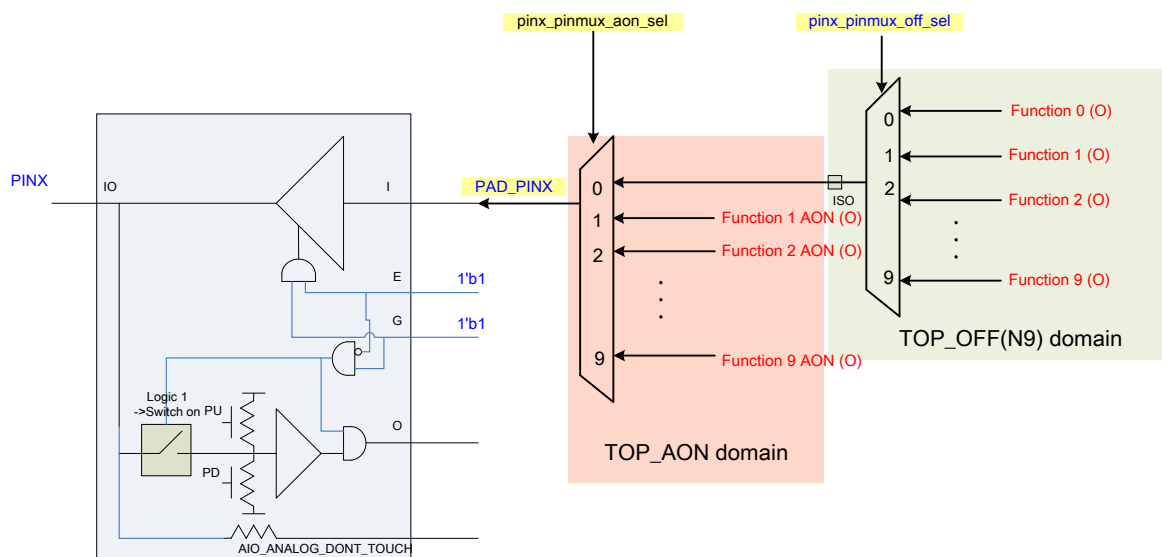 pinx_pinmux_aon_sel
pinx_pinmux_off_sel
0
Function 0 (O)
1
Function 1 (O)
2
Function 2 (O)
9
Function 9 (O)
ISO
TOP_OFF(N9) domain
0
1
Function 1 AON (O)
2
Function 2 AON (O)
9
Function 9 AON (O)
TOP_AON domain
PINX
IO
I
PAD_PINX
E
1'b1
G
1'b1
Logic 1
->Switch on
PU
PD
O
AIO_ANALOG_DONT_TOUCH